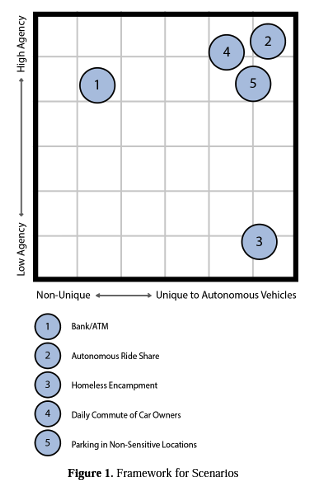 High Agency
4
2
1
5
3
Low Agency
Non-Unique Unique to Autonomous Vehicles
1 Bank/ATM
2 Autonomous Ride Share
3 Homeless Encampment
4 Daily Commute of Car Owners
5 Parking in Non-Sensitive Locations
Figure 1. Framework for Scenarios